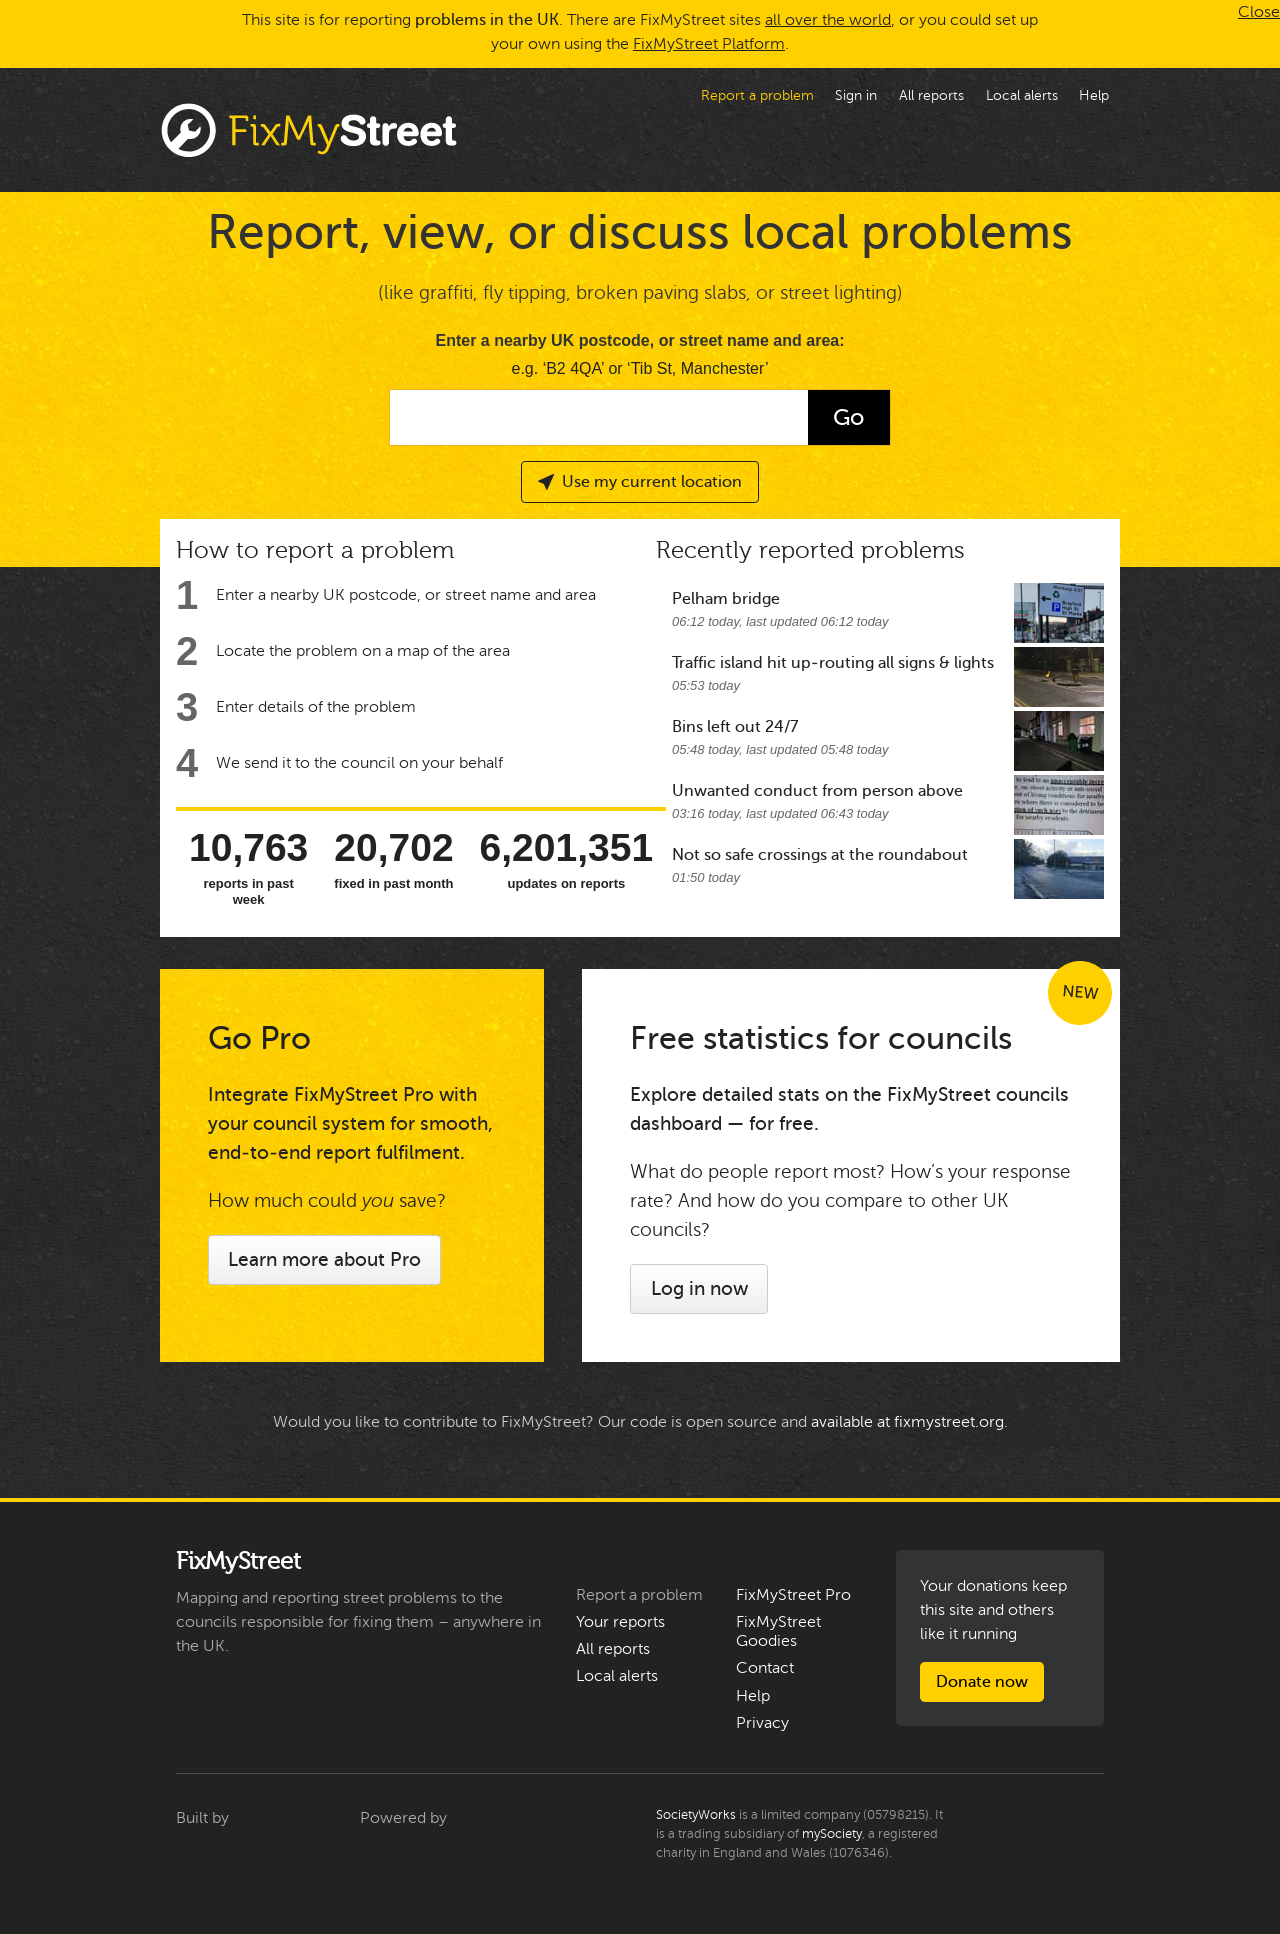 This site is for reporting problems in the UK. There are FixMyStreet sites all over the world, or you could set up
your own using the FixMyStreet Platform.
Close
Report a problem Sign in All reports Local alerts Help
FixMyStreet
Report, view, or discuss local problems
(like graffiti, fly tipping, broken paving slabs, or street lighting)
Enter a nearby UK postcode, or street name and area:
e.g. ‘B2 4QA’ or ‘Tib St, Manchester’
Go
Use my current location
How to report a problem
1 Enter a nearby UK postcode, or street name and area
2 Locate the problem on a map of the area
3 Enter details of the problem
4 We send it to the council on your behalf
10,763 20,702 6,201,351
reports in past fixed in past month updates on reports
week
Recently reported problems
Pelham bridge
06:12 today, last updated 06:12 today
Traffic island hit up-routing all signs & lights
05:53 today
Bins left out 24/7
05:48 today, last updated 05:48 today
Unwanted conduct from person above
03:16 today, last updated 06:43 today
Not so safe crossings at the roundabout
01:50 today
Go Pro
Integrate FixMyStreet Pro with
your council system for smooth,
end-to-end report fulfilment.
How much could you save?
Learn more about Pro
NEW
Free statistics for councils
Explore detailed stats on the FixMyStreet councils
dashboard — for free.
What do people report most? How’s your response
rate? And how do you compare to other UK
councils?
Log in now
Would you like to contribute to FixMyStreet? Our code is open source and available at fixmystreet.org.
FixMyStreet
Mapping and reporting street problems to the
councils responsible for fixing them – anywhere in
the UK.
Report a problem
Your reports
All reports
Local alerts
FixMyStreet Pro
FixMyStreet
Goodies
Contact
Help
Privacy
Your donations keep
this site and others
like it running
Donate now
Built by
Powered by
SocietyWorks is a limited company (05798215). It
is a trading subsidiary of mySociety, a registered
charity in England and Wales (1076346).